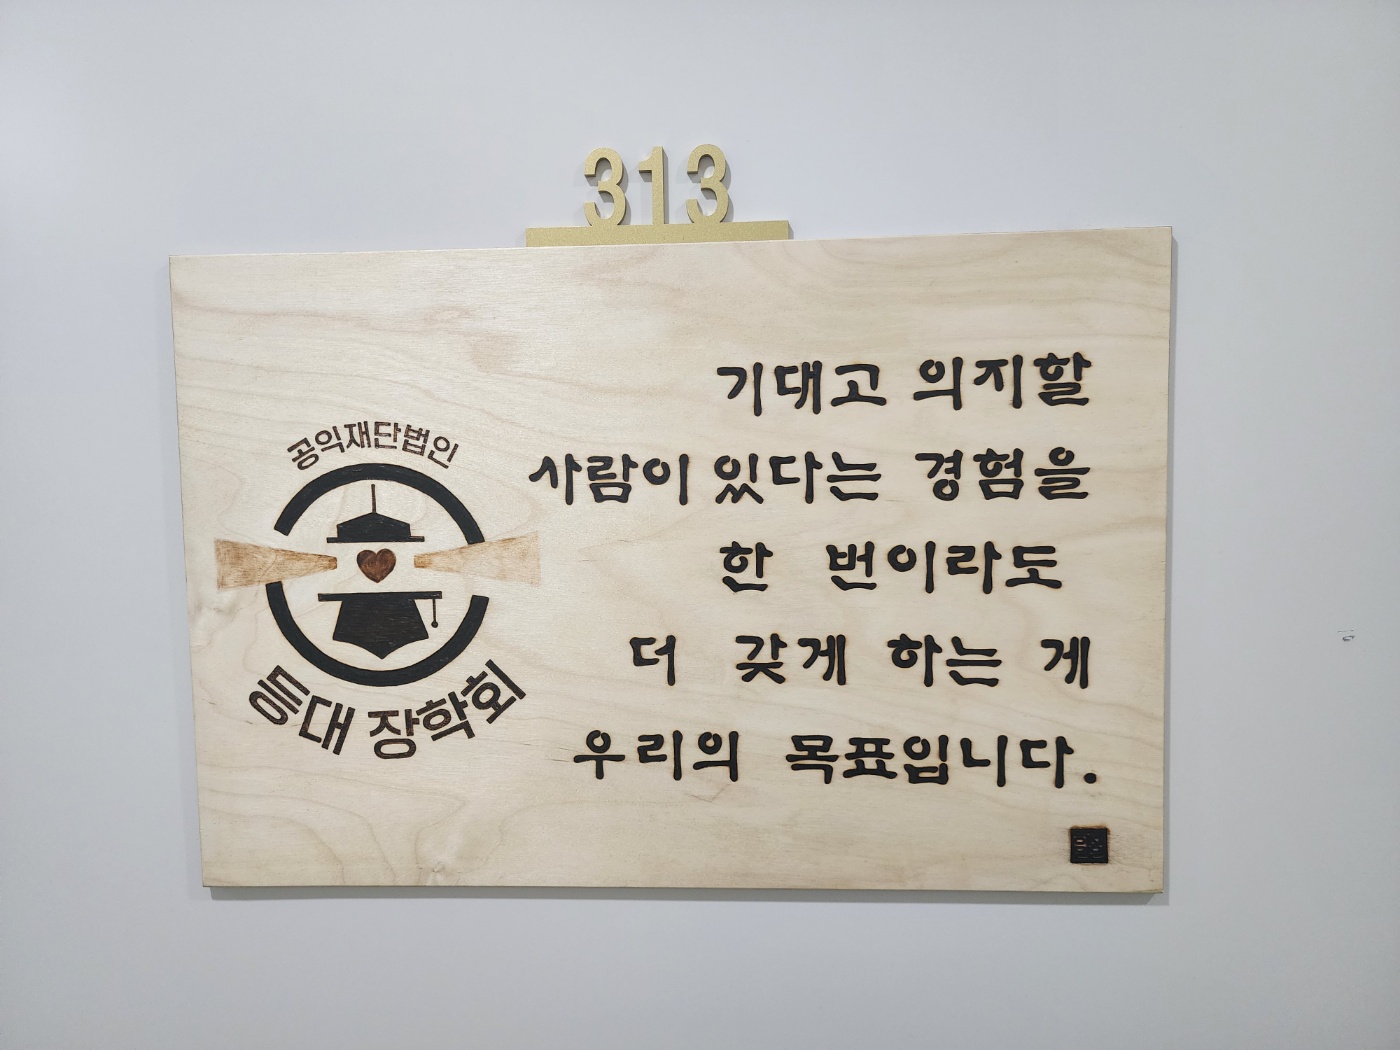 313
공익재단법인
등대 장학회
기대고 의지할
사람이 있다는 경험을
한 번이라도
더 갖게 하는 게
우리의 목표입니다.